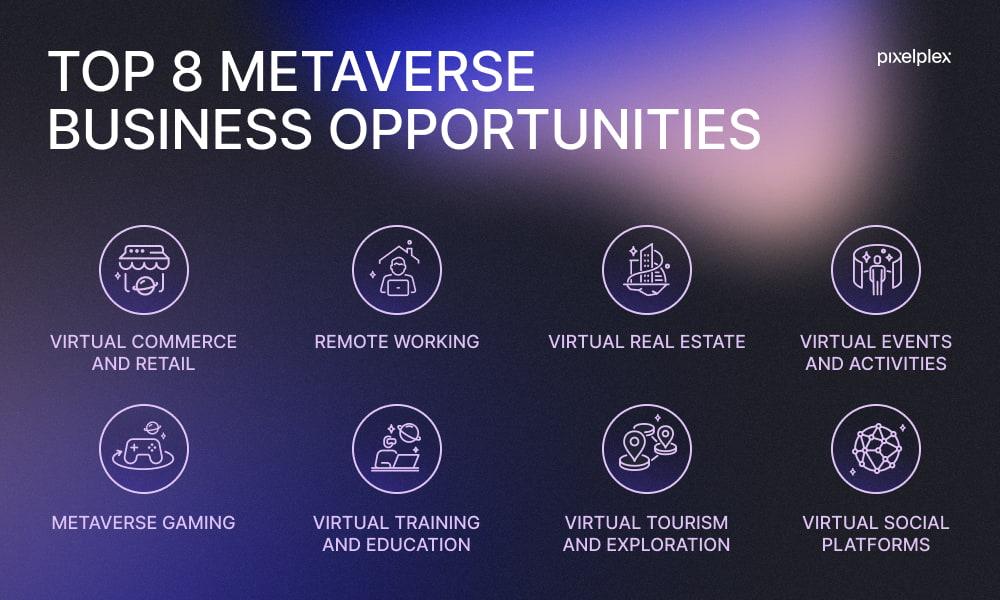 TOP 8 METAVERSE
BUSINESS OPPORTUNITIES
pixelplex
VIRTUAL COMMERCE
AND RETAIL
REMOTE WORKING
VIRTUAL REAL ESTATE
VIRTUAL EVENTS
AND ACTIVITIES
METAVERSE GAMING
VIRTUAL TRAINING
AND EDUCATION
VIRTUAL TOURISM
AND EXPLORATION
VIRTUAL SOCIAL
PLATFORMS